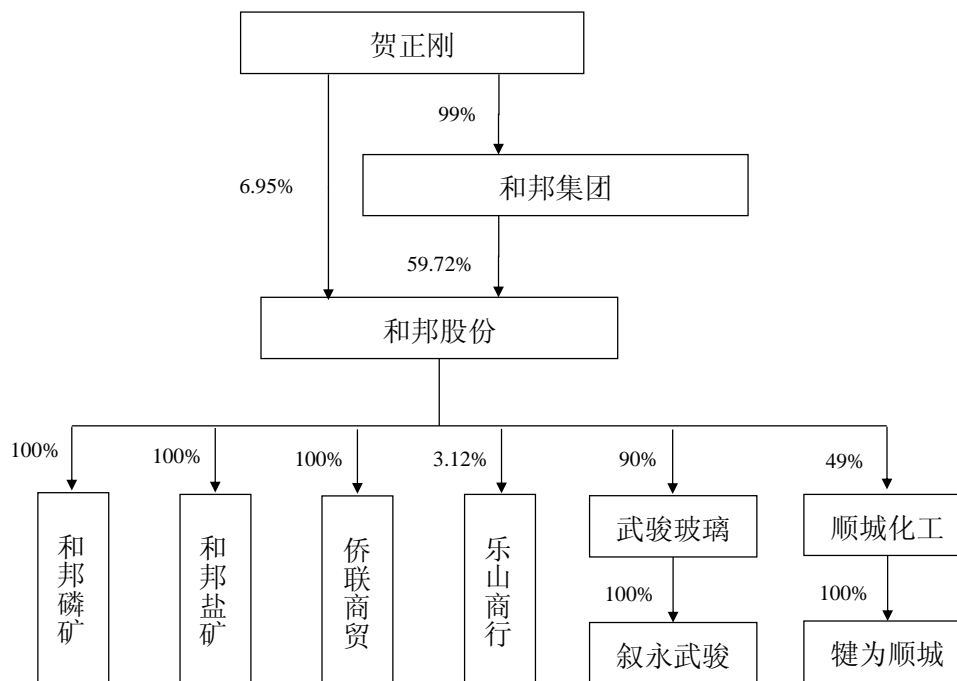 贺正刚
99%
6.95%
和邦集团
59.72%
和邦股份
100%
100%
100%
3.12%
90%
49%
和邦磷矿
和邦盐矿
侨联商贸
乐山商行
武骏玻璃
顺城化工
100%
100%
叙永武骏
犍为顺城